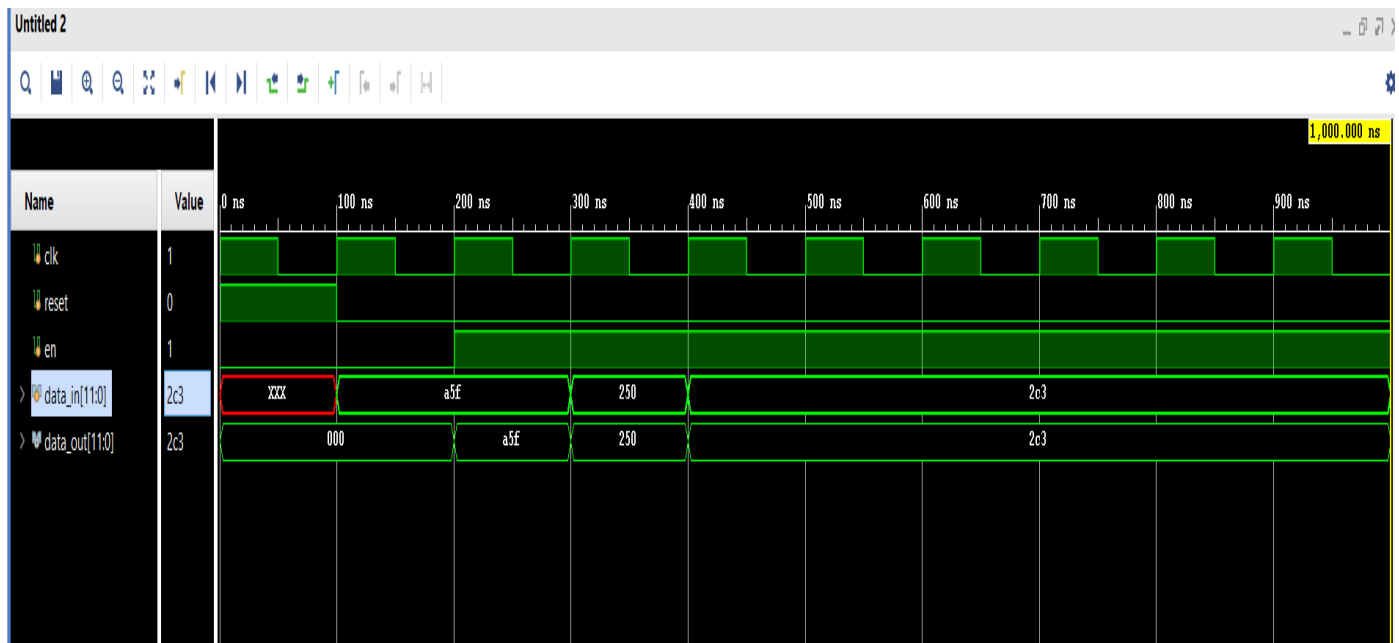 Untitled 2
1,000.000 ns
Name Value 0 ns 100 ns 200 ns 300 ns 400 ns 500 ns 600 ns 700 ns 800 ns 900 ns
clk 1
reset 0
en 1
data_in[11:0] 2c3 XXX a5f 250 2c3
data_out[11:0] 2c3 000 a5f 250 2c3